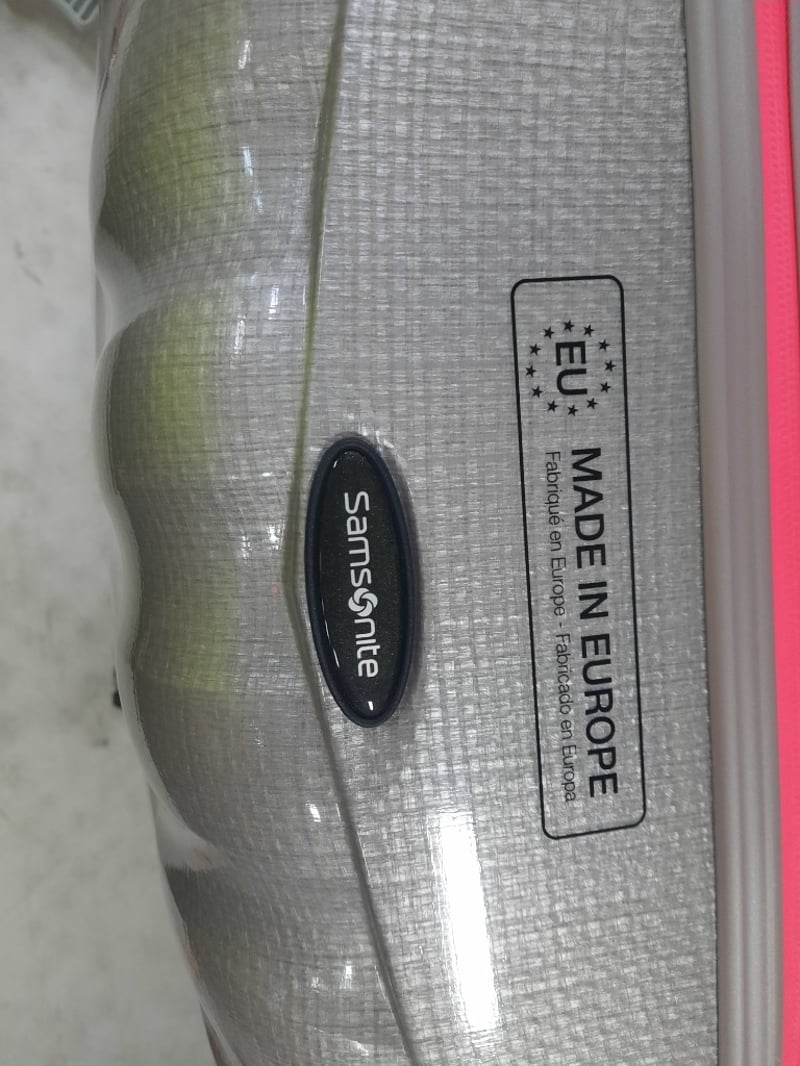 EU
MADE IN EUROPE
Fabriqué en Europe - Fabricado en Europa
Samsonite